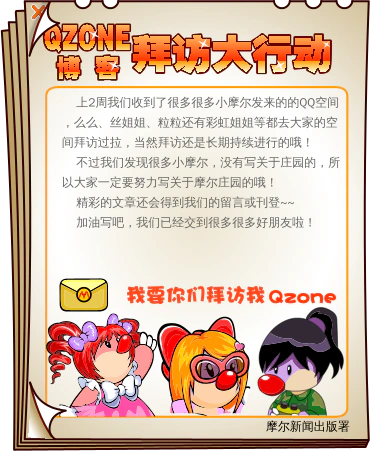 QZONE
博客
拜访大行动
上2周我们收到了很多很多小摩尔发来的的QQ空间
，么么、丝姐姐、粒粒还有彩虹姐姐等都去大家的空
间拜访过拉，当然拜访还是长期持续进行的哦！
不过我们发现很多小摩尔，没有写关于庄园的，所
以大家一定要努力写关于摩尔庄园的哦！
精彩的文章还会得到我们的留言或刊登~~
加油写吧，我们已经交到很多很多好朋友啦！
我要你们拜访我Qzone
摩尔新闻出版署